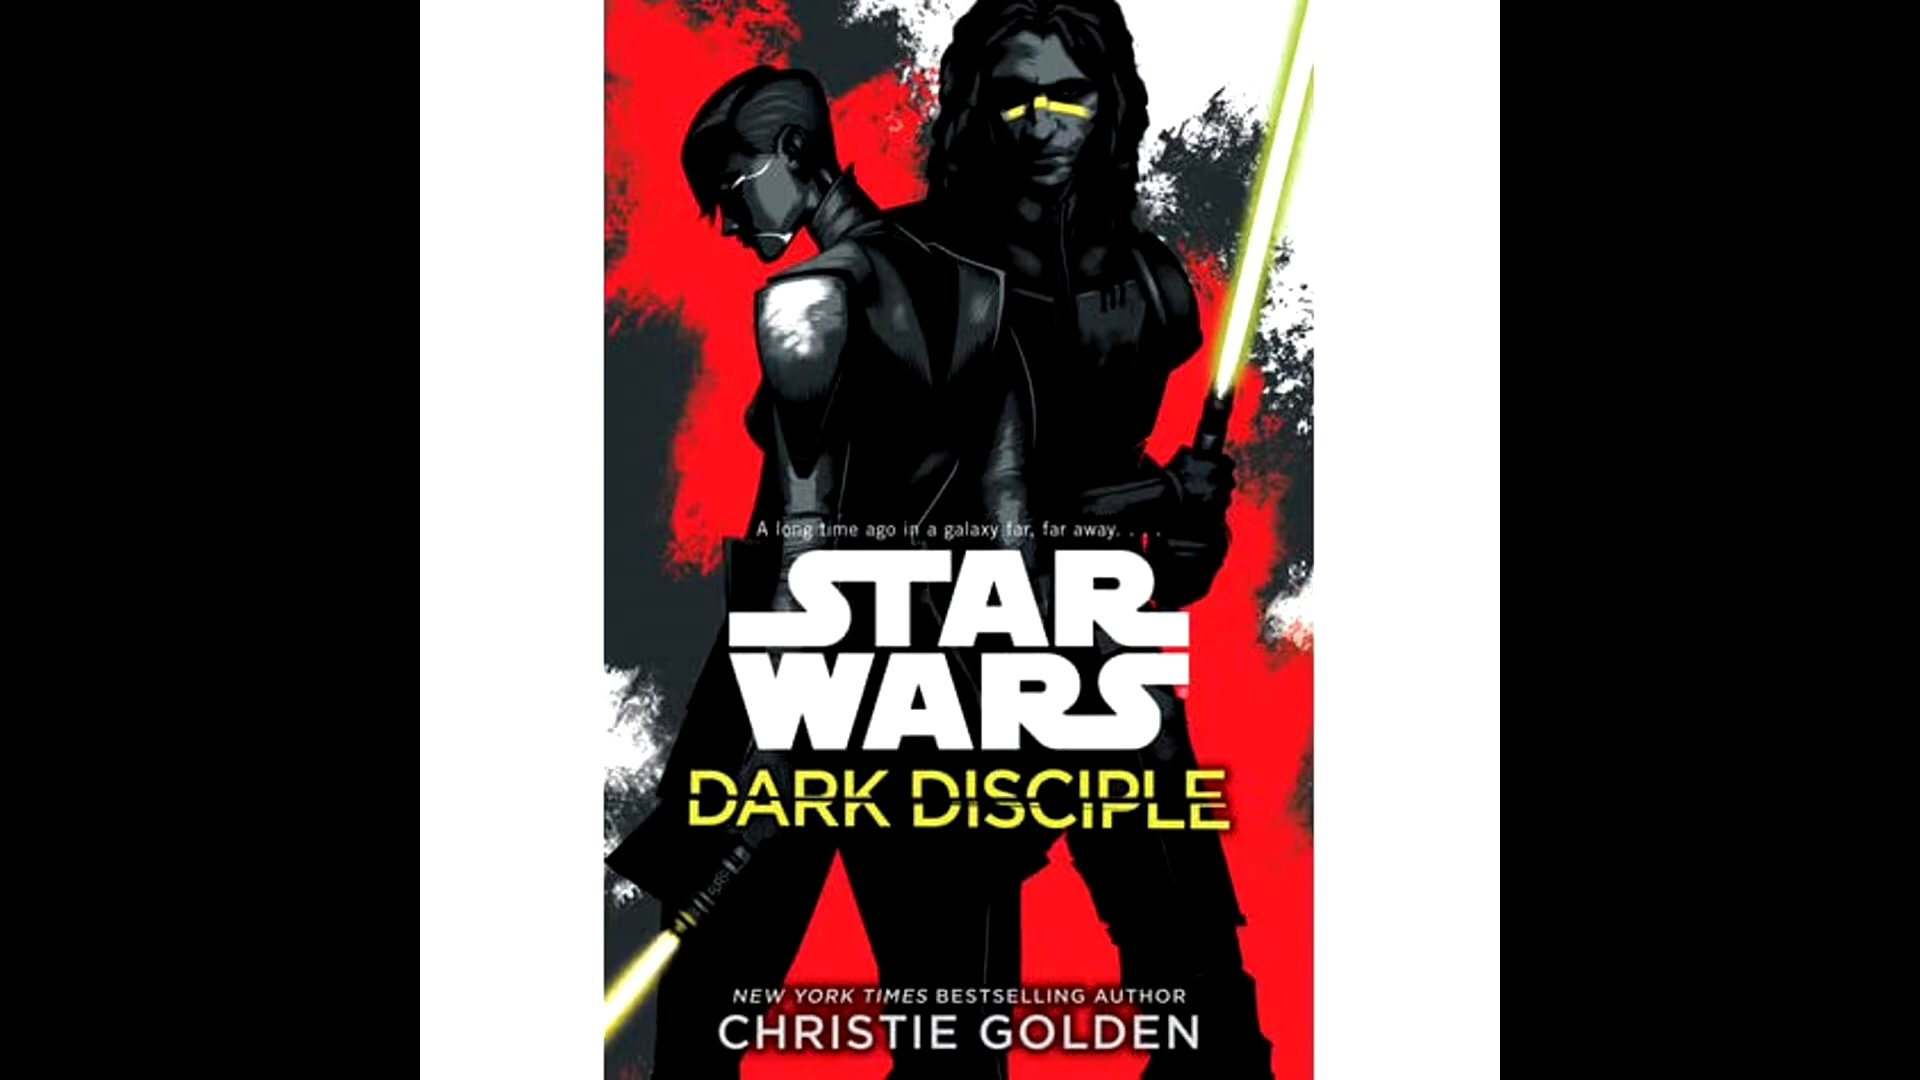 A long time ago in a galaxy far, far away. . . .
STAR
WARS
DARK DISCIPLE
NEW YORK TIMES BESTSELLING AUTHOR
CHRISTIE GOLDEN